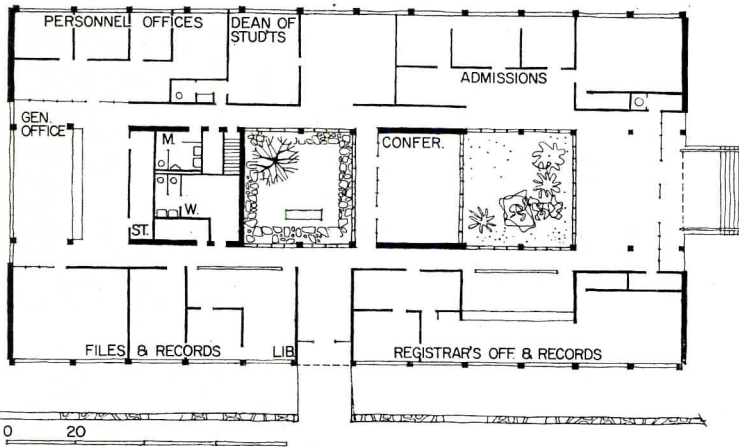 PERSONNEL OFFICES
DEAN OF
STUD'TS
ADMISSIONS
GEN.
OFFICE
M.
CONFER.
W.
ST.
FILES & RECORDS
LIB.
REGISTRAR'S OFF. & RECORDS
0 20